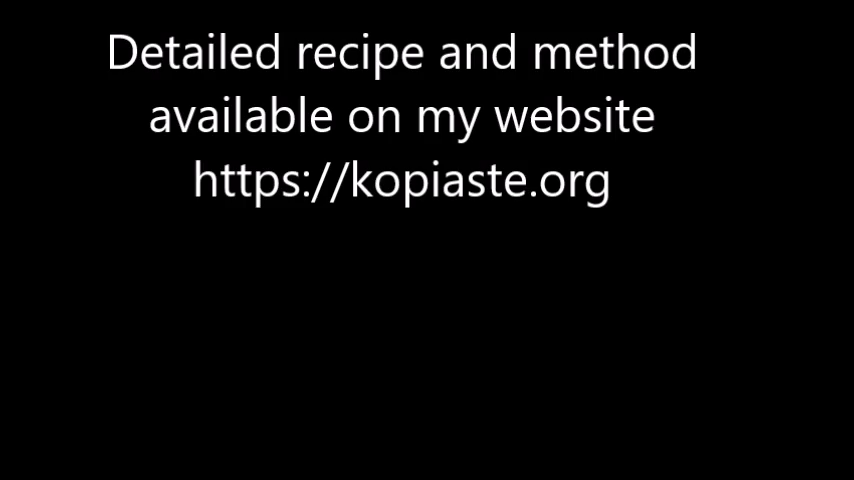 Detailed recipe and method
available on my website
https://kopiaste.org